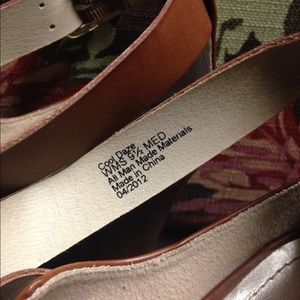 Cool Daze
WMS 9½ MED
All Man Made Materials
Made in China
04/2012